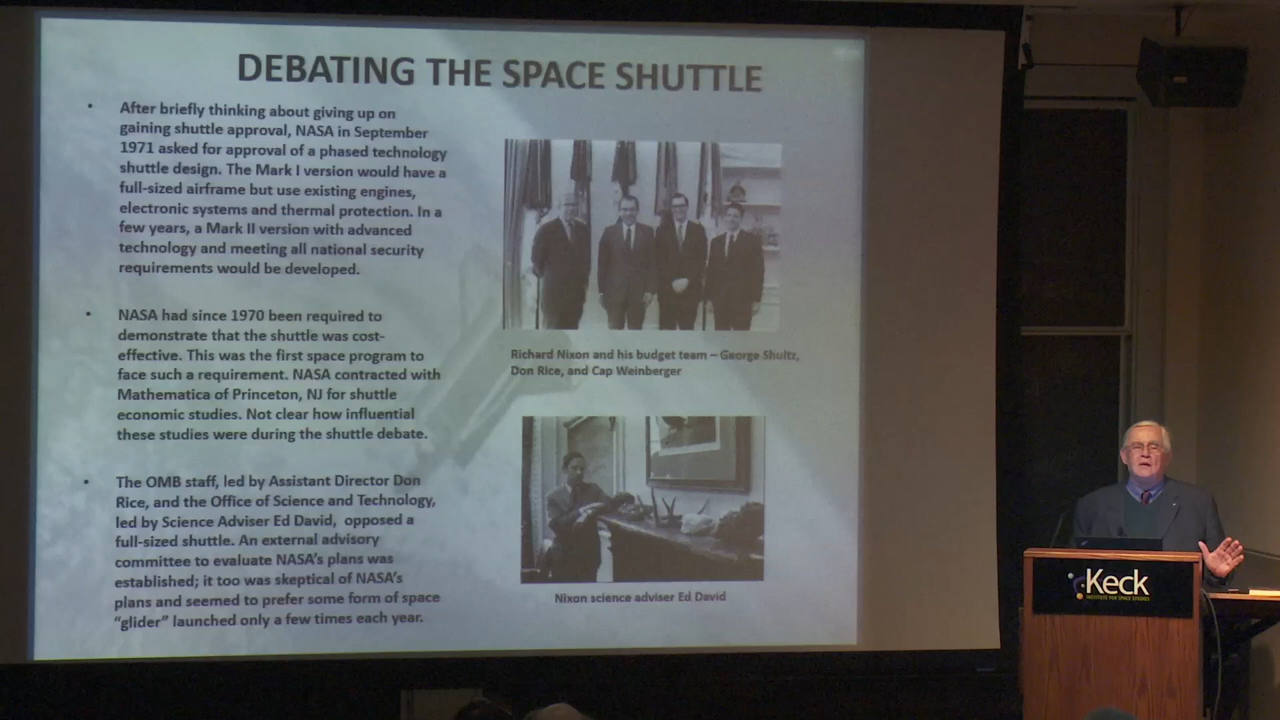 DEBATING THE SPACE SHUTTLE
• After briefly thinking about giving up on
gaining shuttle approval, NASA in September
1971 asked for approval of a phased technology
shuttle design. The Mark I version would have a
full-sized airframe but use existing engines,
electronic systems and thermal protection. In a
few years, a Mark II version with advanced
technology and meeting all national security
requirements would be developed.
• NASA had since 1970 been required to
demonstrate that the shuttle was cost-
effective. This was the first space program to
face such a requirement. NASA contracted with
Mathematica of Princeton, NJ for shuttle
economic studies. Not clear how influential
these studies were during the shuttle debate.
• The OMB staff, led by Assistant Director Don
Rice, and the Office of Science and Technology,
led by Science Adviser Ed David, opposed a
full-sized shuttle. An external advisory
committee to evaluate NASA's plans was
established; it too was skeptical of NASA's
plans and seemed to prefer some form of space
"glider" launched only a few times each year.
Richard Nixon and his budget team – George Shultz,
Don Rice, and Cap Weinberger
Nixon science adviser Ed David
Keck
INSTITUTE FOR SPACE STUDIES